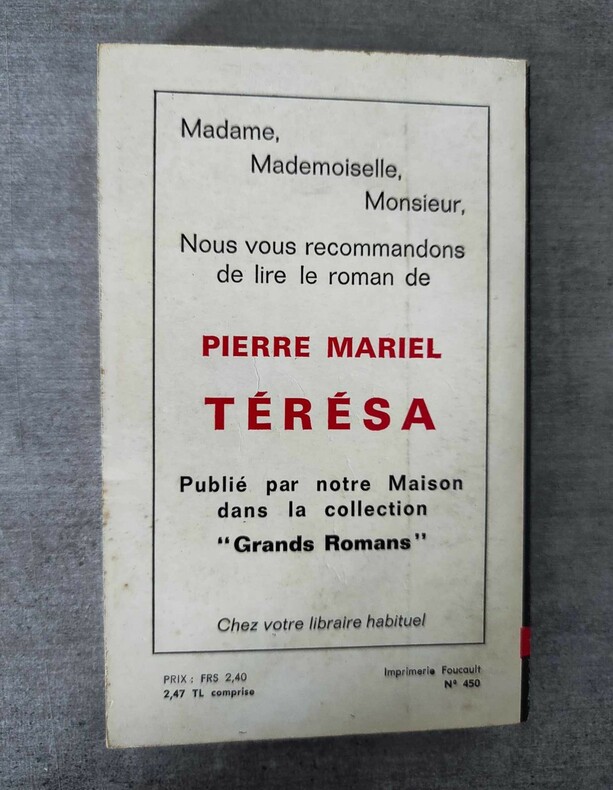 Madame,
Mademoiselle,
Monsieur,
Nous vous recommandons
de lire le roman de
PIERRE MARIEL
TÉRÉSA
Publié par notre Maison
dans la collection
"Grands Romans"
Chez votre libraire habituel
PRIX : FRS 2,40
2,47 TL comprise
Imprimerie Foucault
Nº 450